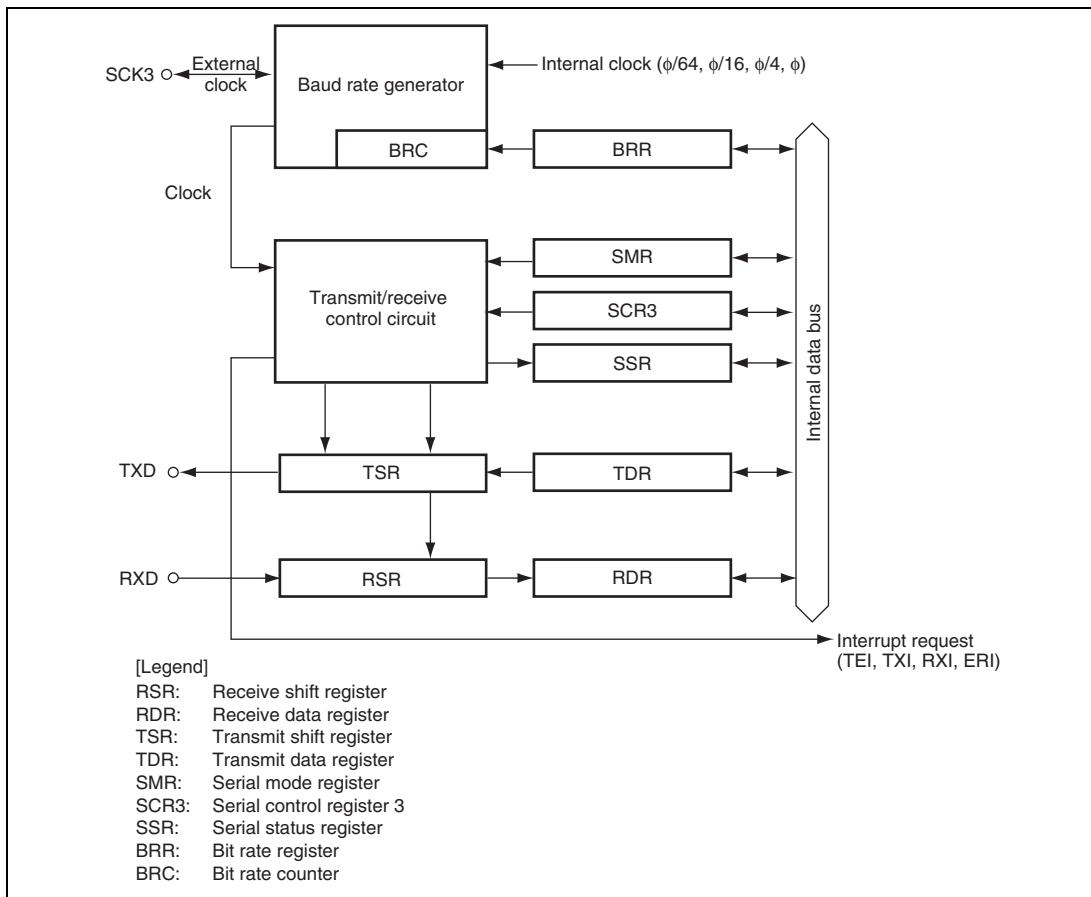 SCK3
External
clock
Baud rate generator
Internal clock (ϕ/64, ϕ/16, ϕ/4, ϕ)
BRC
BRR
Clock
Transmit/receive
control circuit
SMR
SCR3
SSR
Internal data bus
TXD
TSR
TDR
RXD
RSR
RDR
Interrupt request
(TEI, TXI, RXI, ERI)
[Legend]
RSR: Receive shift register
RDR: Receive data register
TSR: Transmit shift register
TDR: Transmit data register
SMR: Serial mode register
SCR3: Serial control register 3
SSR: Serial status register
BRR: Bit rate register
BRC: Bit rate counter